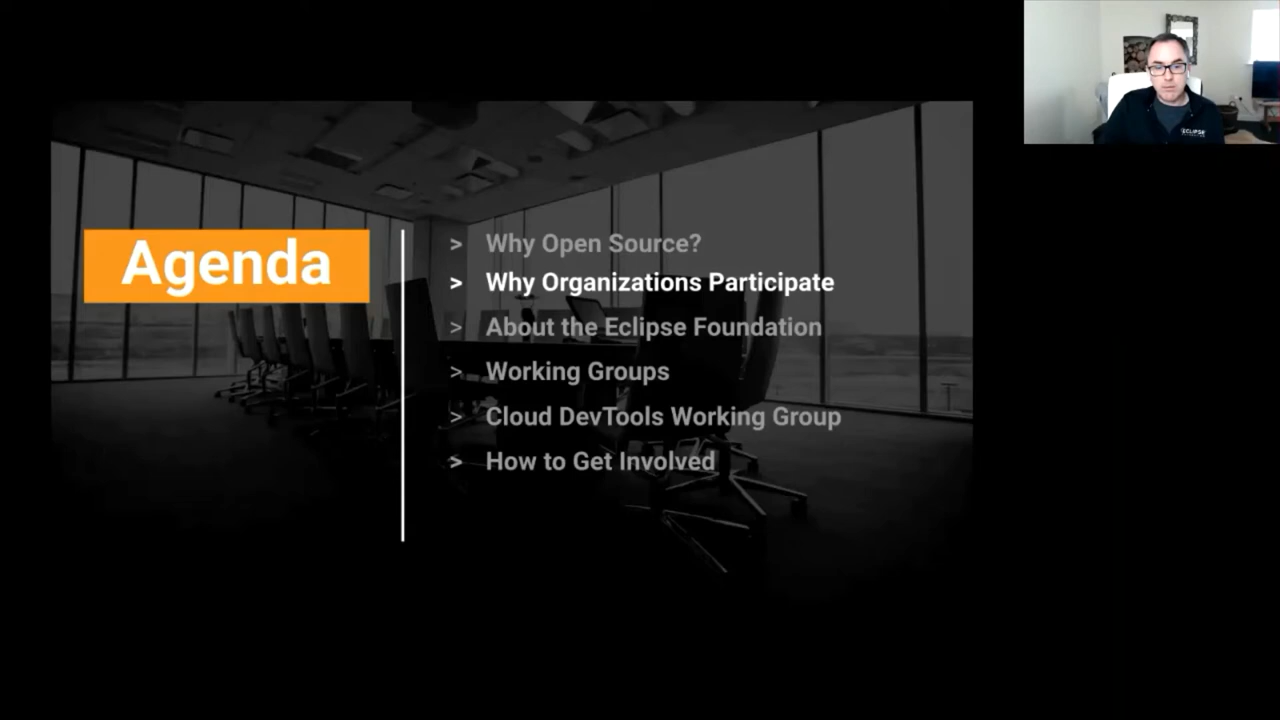 Agenda
> Why Open Source?
> Why Organizations Participate
> About the Eclipse Foundation
> Working Groups
> Cloud DevTools Working Group
> How to Get Involved
ECLIPSE